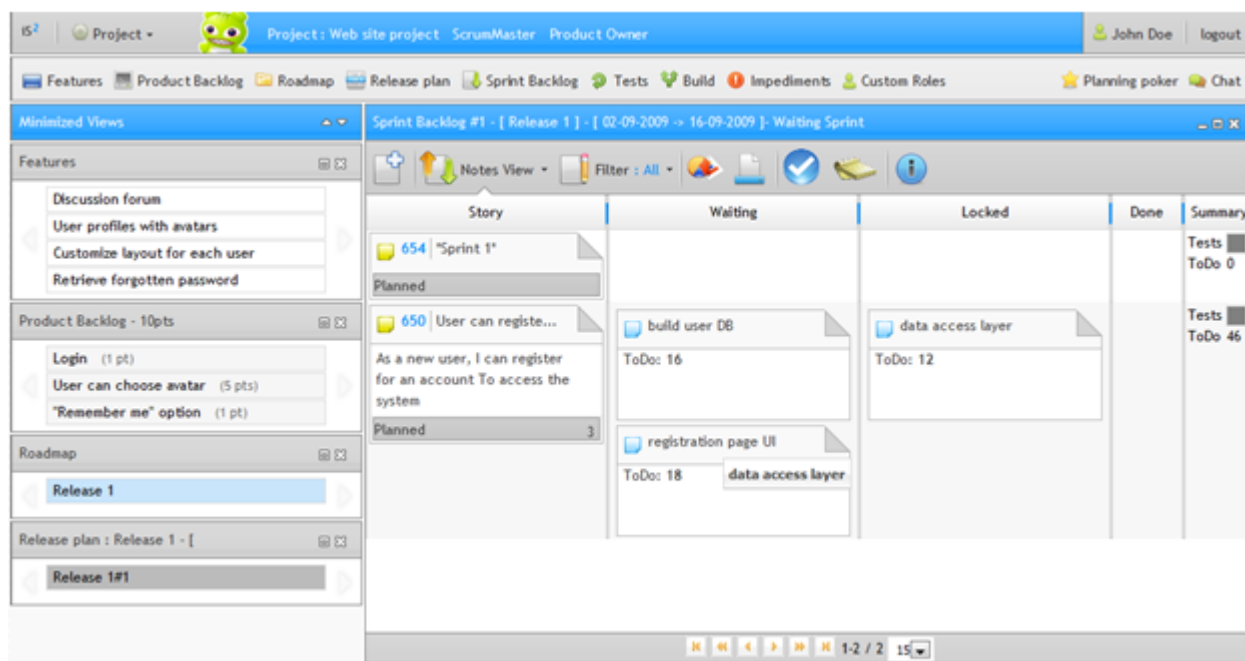 iS²
Project
Project : Web site project ScrumMaster Product Owner
John Doe
logout
Features
Product Backlog
Roadmap
Release plan
Sprint Backlog
Tests
Build
Impediments
Custom Roles
Planning poker
Chat
Minimized Views
Features
Discussion forum
User profiles with avatars
Customize layout for each user
Retrieve forgotten password
Product Backlog - 10pts
Login (1 pt)
User can choose avatar (5 pts)
"Remember me" option (1 pt)
Roadmap
Release 1
Release plan : Release 1 - [
Release 1#1
Sprint Backlog #1 - [ Release 1 ] - [ 02-09-2009 -> 16-09-2009 ]- Waiting Sprint
Notes View
Filter : All
Story
Waiting
Locked
Done
Summary
654 "Sprint 1"
Planned
Tests
ToDo 0
650 User can registe...
As a new user, I can register
for an account To access the
system
Planned 3
build user DB
ToDo: 16
registration page UI
ToDo: 18
data access layer
data access layer
ToDo: 12
Tests
ToDo 46
1-2 / 2
15